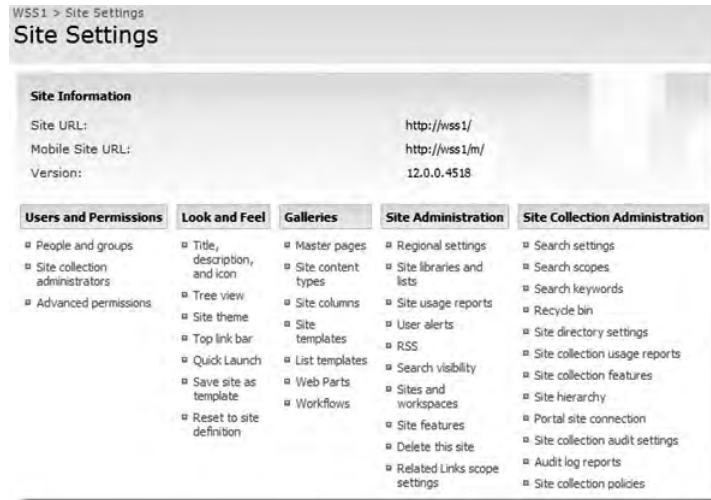 WSS1 > Site Settings
Site Settings
Site Information
Site URL:
http://wss1/
Mobile Site URL:
http://wss1/m/
Version:
12.0.0.4518
Users and Permissions
People and groups
Site collection
administrators
Advanced permissions
Look and Feel
Title,
description,
and icon
Tree view
Site theme
Top link bar
Quick Launch
Save site as
template
Reset to site
definition
Galleries
Master pages
Site content
types
Site columns
Site
templates
List templates
Web Parts
Workflows
Site Administration
Regional settings
Site libraries and
lists
Site usage reports
User alerts
RSS
Search visibility
Sites and
workspaces
Site features
Delete this site
Related Links scope
settings
Site Collection Administration
Search settings
Search scopes
Search keywords
Recycle bin
Site directory settings
Site collection usage reports
Site collection features
Site hierarchy
Portal site connection
Site collection audit settings
Audit log reports
Site collection policies